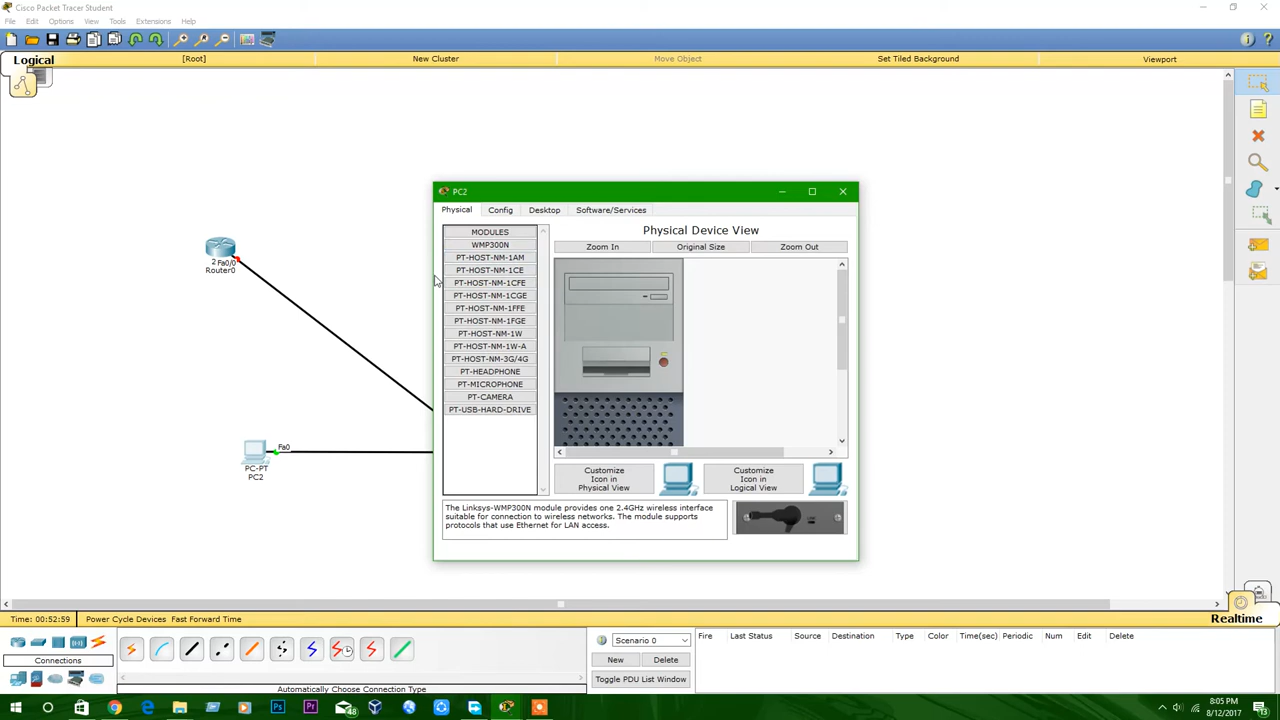 Cisco Packet Tracer Student
File Edit Options View Tools Extensions Help
Logical [Root] New Cluster Move Object Set Tiled Background Viewport
2 Fa0/0
Router0
Fa0
PC-PT
PC2
PC2
Physical Config Desktop Software/Services
MODULES
WMP300N
PT-HOST-NM-1AM
PT-HOST-NM-1CE
PT-HOST-NM-1CFE
PT-HOST-NM-1CGE
PT-HOST-NM-1FFE
PT-HOST-NM-1FGE
PT-HOST-NM-1W
PT-HOST-NM-1W-A
PT-HOST-NM-3G/4G
PT-HEADPHONE
PT-MICROPHONE
PT-CAMERA
PT-USB-HARD-DRIVE
Physical Device View
Zoom In Original Size Zoom Out
Customize
Icon in
Physical View
Customize
Icon in
Logical View
The Linksys-WMP300N module provides one 2.4GHz wireless interface
suitable for connection to wireless networks. The module supports
protocols that use Ethernet for LAN access.
Time: 00:52:59 Power Cycle Devices Fast Forward Time
Realtime
Connections
Automatically Choose Connection Type
Scenario 0
New Delete
Toggle PDU List Window
Fire Last Status Source Destination Type Color Time(sec) Periodic Num Edit Delete
48
8:05 PM
8/12/2017
13